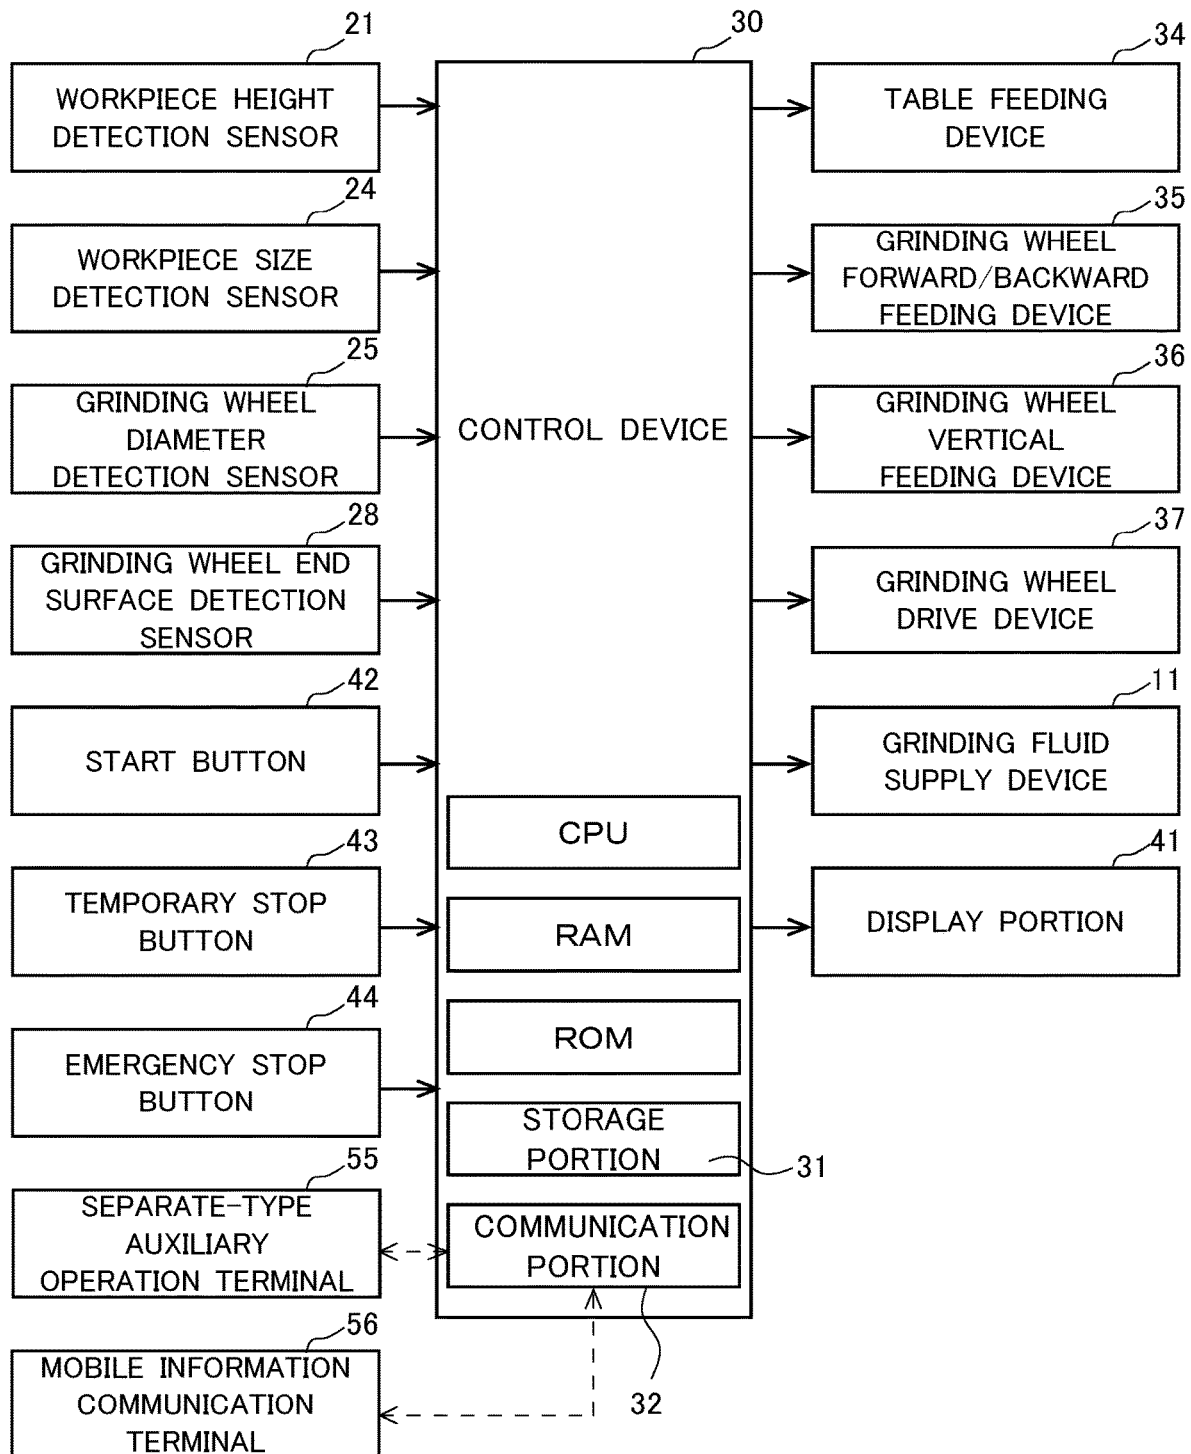 21
WORKPIECE HEIGHT
DETECTION SENSOR
24
WORKPIECE SIZE
DETECTION SENSOR
25
GRINDING WHEEL
DIAMETER
DETECTION SENSOR
28
GRINDING WHEEL END
SURFACE DETECTION
SENSOR
42
START BUTTON
43
TEMPORARY STOP
BUTTON
44
EMERGENCY STOP
BUTTON
55
SEPARATE-TYPE
AUXILIARY
OPERATION TERMINAL
56
MOBILE INFORMATION
COMMUNICATION
TERMINAL
30
CONTROL DEVICE
CPU
RAM
ROM
STORAGE
PORTION
31
COMMUNICATION
PORTION
32
34
TABLE FEEDING
DEVICE
35
GRINDING WHEEL
FORWARD/BACKWARD
FEEDING DEVICE
36
GRINDING WHEEL
VERTICAL
FEEDING DEVICE
37
GRINDING WHEEL
DRIVE DEVICE
11
GRINDING FLUID
SUPPLY DEVICE
41
DISPLAY PORTION